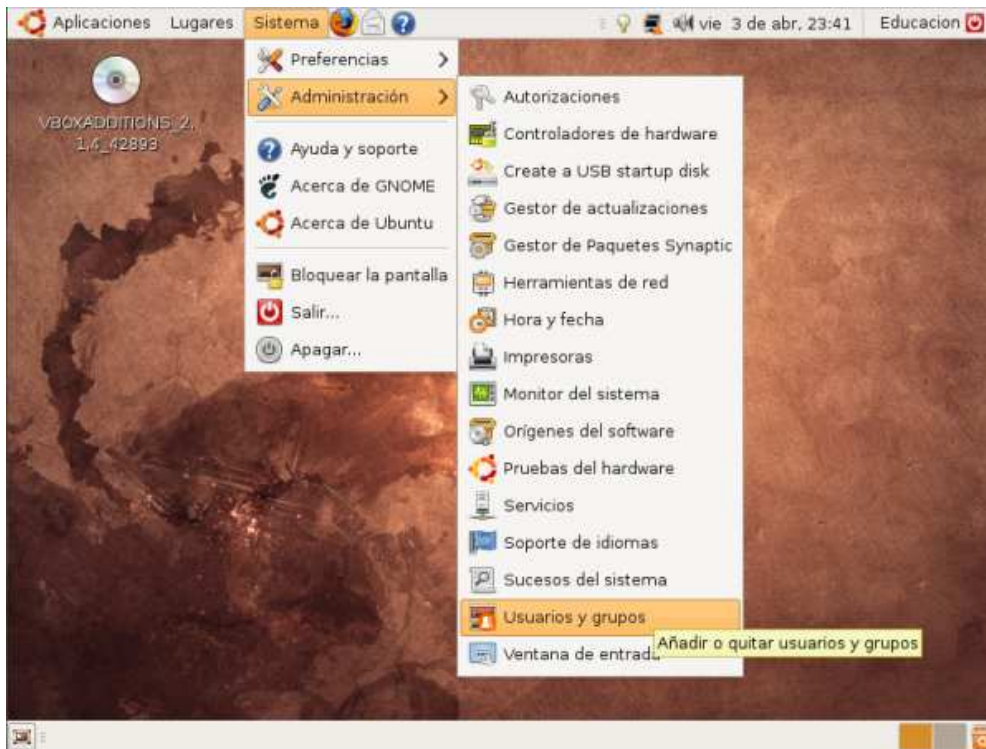 Aplicaciones Lugares Sistema vie 3 de abr, 23:41 Educacion
VBOXADDITIONS_2.
1.4_42893
Preferencias
Administración
Ayuda y soporte
Acerca de GNOME
Acerca de Ubuntu
Bloquear la pantalla
Salir...
Apagar...
Autorizaciones
Controladores de hardware
Create a USB startup disk
Gestor de actualizaciones
Gestor de Paquetes Synaptic
Herramientas de red
Hora y fecha
Impresoras
Monitor del sistema
Orígenes del software
Pruebas del hardware
Servicios
Soporte de idiomas
Sucesos del sistema
Usuarios y grupos
Añadir o quitar usuarios y grupos
Ventana de entrada